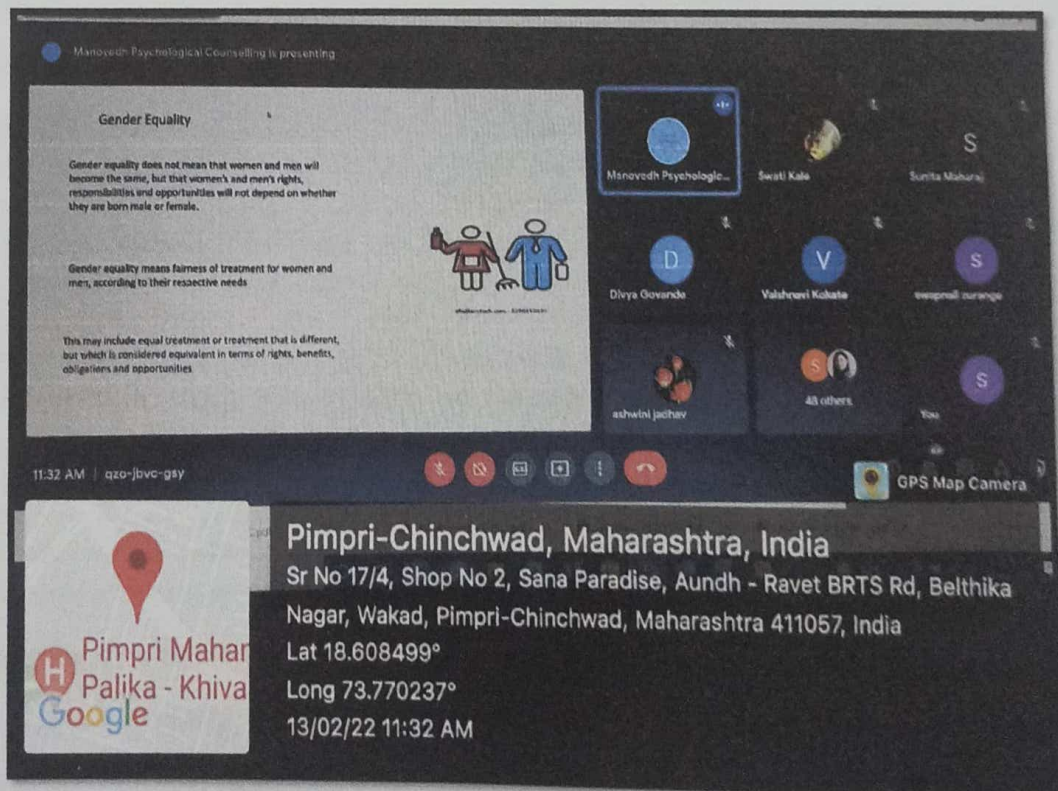 Manovedh Psychological Counselling is presenting
Gender Equality
Gender equality does not mean that women and men will
become the same, but that women's and men's rights,
responsibilities and opportunities will not depend on whether
they are born male or female.
Gender equality means fairness of treatment for women and
men, according to their respective needs
This may include equal treatment or treatment that is different,
but which is considered equivalent in terms of rights, benefits,
obligations and opportunities
Manovedh Psychologic...
Swati Kale
S
Sunita Maharaj
D
Divya Govande
V
Vaishnavi Kokate
S
ashwini jadhav
S
48 others
S
You
11:32 AM | qzo-jbvc-gsy
GPS Map Camera
Pimpri-Chinchwad, Maharashtra, India
Sr No 17/4, Shop No 2, Sana Paradise, Aundh - Ravet BRTS Rd, Belthika
Nagar, Wakad, Pimpri-Chinchwad, Maharashtra 411057, India
Lat 18.608499°
Long 73.770237°
13/02/22 11:32 AM
H
Pimpri Mahar
Palika - Khiva
Google